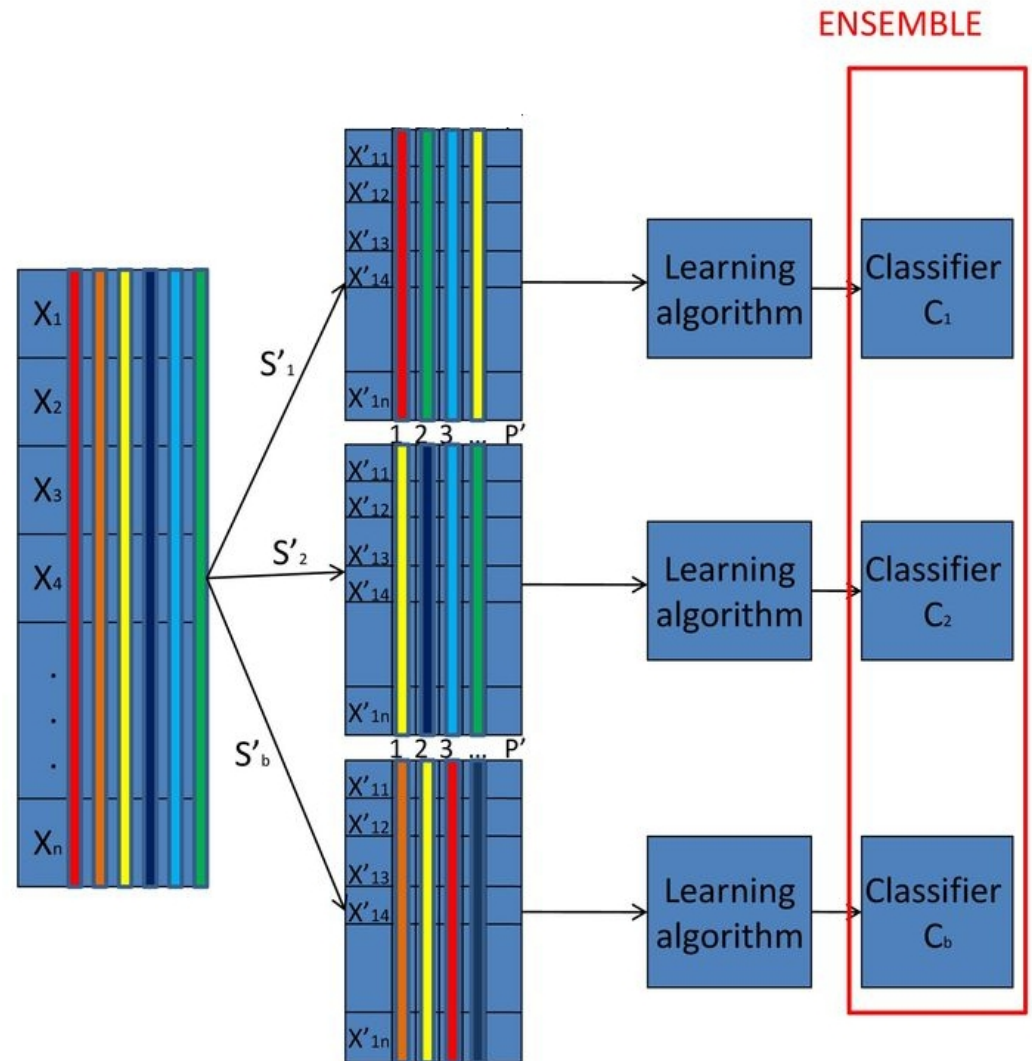 ENSEMBLE
X₁
X₂
X₃
X₄
.
.
.
Xₙ
S'₁
S'₂
S'b
X'₁₁
X'₁₂
X'₁₃
X'₁₄
X'₁ₙ
1 2 3 ... P'
X'₁₁
X'₁₂
X'₁₃
X'₁₄
X'₁ₙ
1 2 3 ... P'
X'₁₁
X'₁₂
X'₁₃
X'₁₄
X'₁ₙ
Learning
algorithm
Classifier
C₁
Learning
algorithm
Classifier
C₂
Learning
algorithm
Classifier
Cb